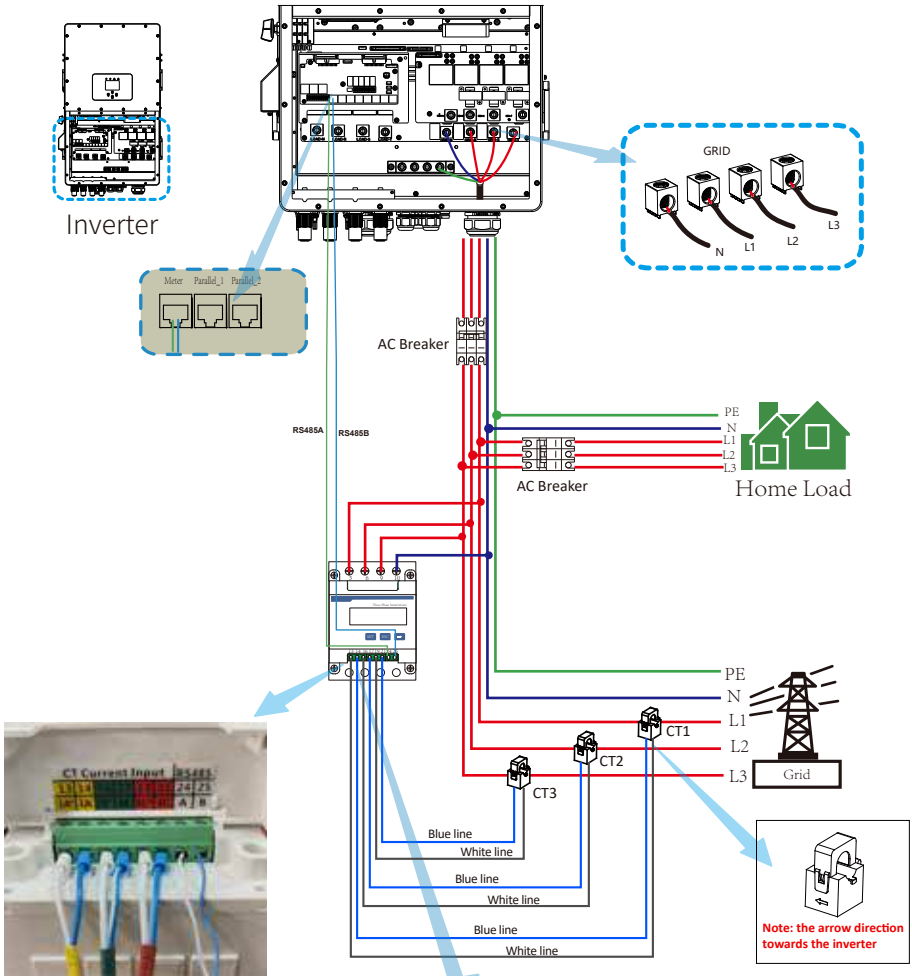 Inverter
GRID
N
L1
L2
L3
Meter
Parallel_1
Parallel_2
AC Breaker
RS485A
RS485B
PE
N
L1
L2
L3
AC Breaker
Home Load
PE
N
L1
L2
L3
Grid
CT1
CT2
CT3
CT Current Input
RS485
13 14
24 25
A B
Blue line
White line
Blue line
White line
Blue line
White line
Note: the arrow direction
towards the inverter